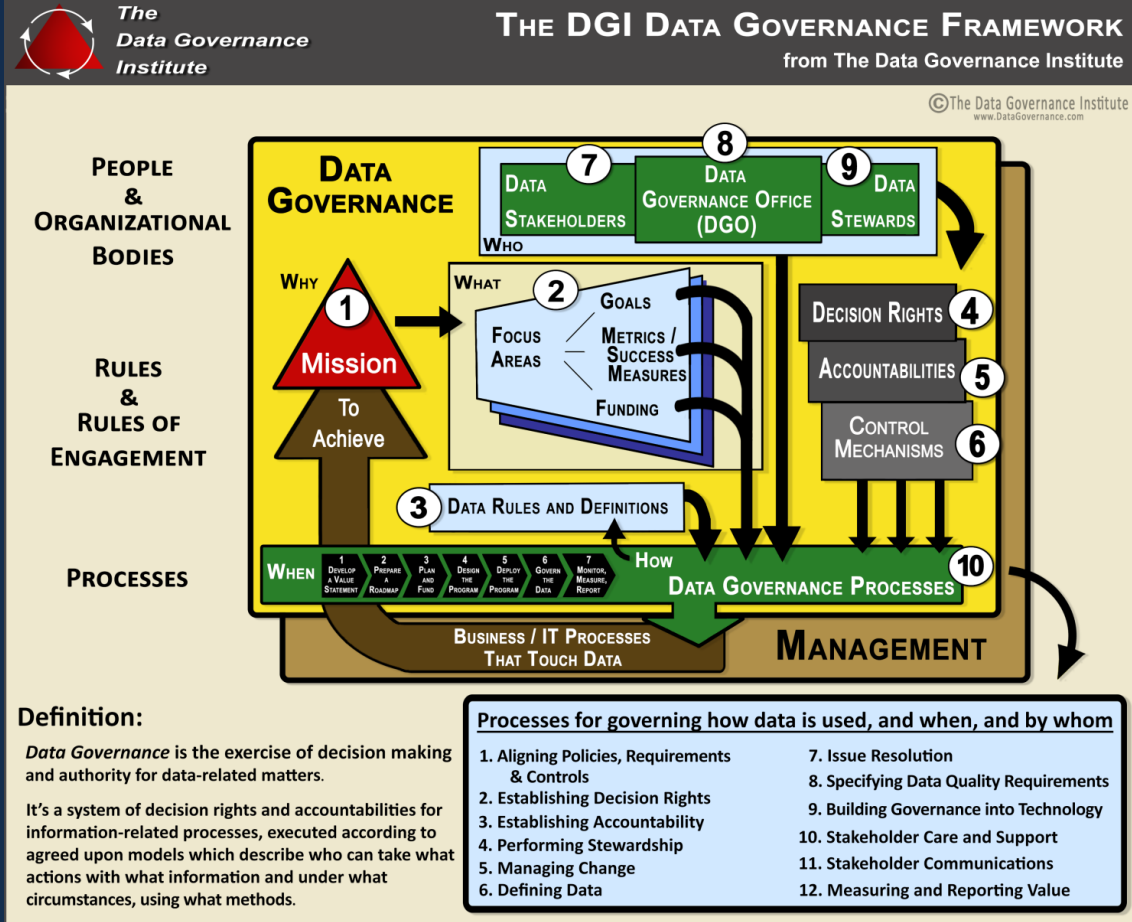 The
Data Governance
Institute
THE DGI DATA GOVERNANCE FRAMEWORK
from The Data Governance Institute
©The Data Governance Institute
www.DataGovernance.com
PEOPLE
&
ORGANIZATIONAL
BODIES
RULES
&
RULES OF
ENGAGEMENT
PROCESSES
DATA
GOVERNANCE
7
DATA
STAKEHOLDERS
8
DATA
GOVERNANCE OFFICE
(DGO)
9
DATA
STEWARDS
WHO
WHY
1
Mission
To
Achieve
WHAT
2
FOCUS
AREAS
GOALS
METRICS /
SUCCESS
MEASURES
FUNDING
DECISION RIGHTS
4
ACCOUNTABILITIES
5
CONTROL
MECHANISMS
6
3
DATA RULES AND DEFINITIONS
WHEN
1
DEVELOP
A VALUE
STATEMENT
2
PREPARE
A
ROADMAP
3
PLAN
AND
FUND
4
DESIGN
THE
PROGRAM
5
DEPLOY
THE
PROGRAM
6
GOVERN
THE
DATA
7
MONITOR,
MEASURE,
REPORT
HOW
DATA GOVERNANCE PROCESSES
10
BUSINESS / IT PROCESSES
THAT TOUCH DATA
MANAGEMENT
Definition:
Data Governance is the exercise of decision making
and authority for data-related matters.
It's a system of decision rights and accountabilities for
information-related processes, executed according to
agreed upon models which describe who can take what
actions with what information and under what
circumstances, using what methods.
Processes for governing how data is used, and when, and by whom
1. Aligning Policies, Requirements
& Controls
2. Establishing Decision Rights
3. Establishing Accountability
4. Performing Stewardship
5. Managing Change
6. Defining Data
7. Issue Resolution
8. Specifying Data Quality Requirements
9. Building Governance into Technology
10. Stakeholder Care and Support
11. Stakeholder Communications
12. Measuring and Reporting Value